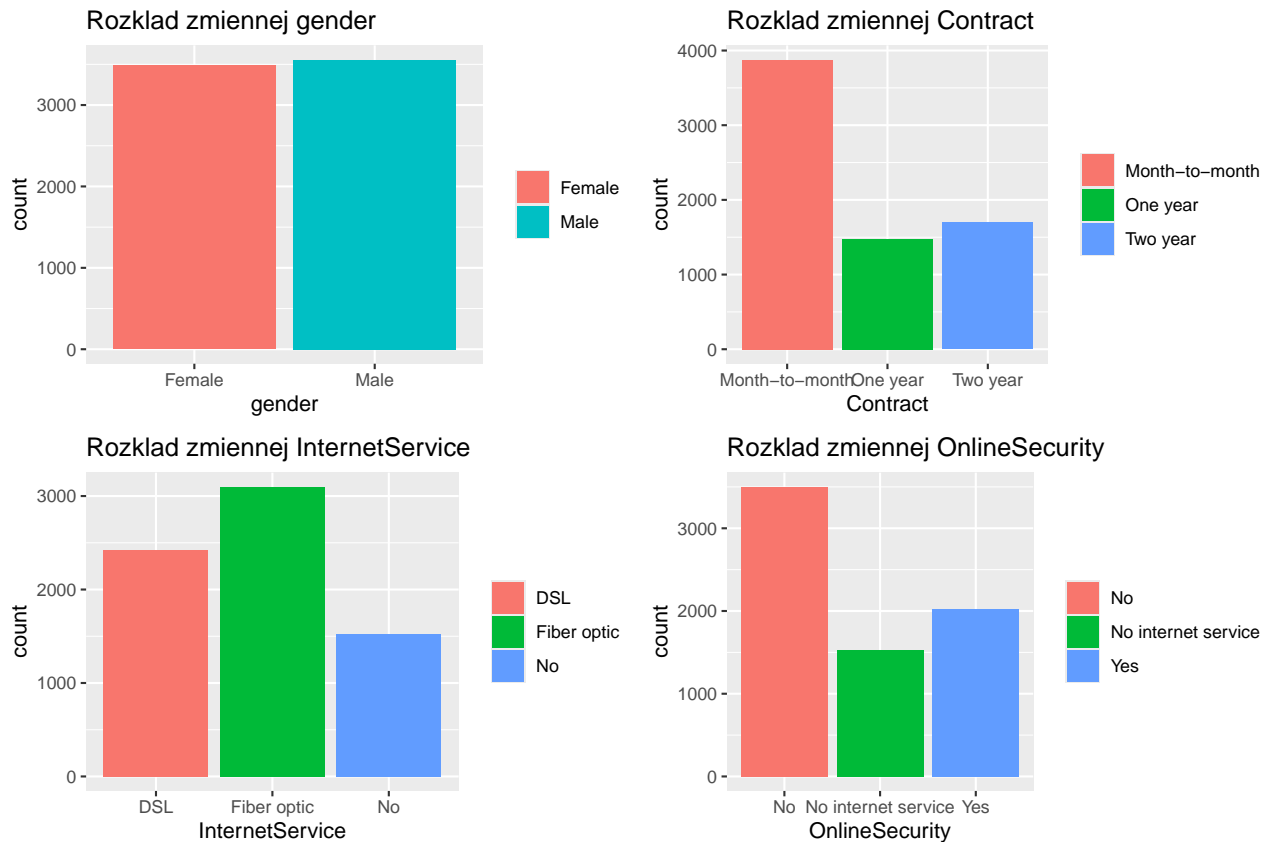 Rozklad zmiennej gender
count
3000
2000
1000
0
Female
Male
gender
Female
Male
Rozklad zmiennej Contract
count
4000
3000
2000
1000
0
Month−to−month
One year
Two year
Contract
Month−to−month
One year
Two year
Rozklad zmiennej InternetService
count
3000
2000
1000
0
DSL
Fiber optic
No
InternetService
DSL
Fiber optic
No
Rozklad zmiennej OnlineSecurity
count
3000
2000
1000
0
No
No internet service
Yes
OnlineSecurity
No
No internet service
Yes